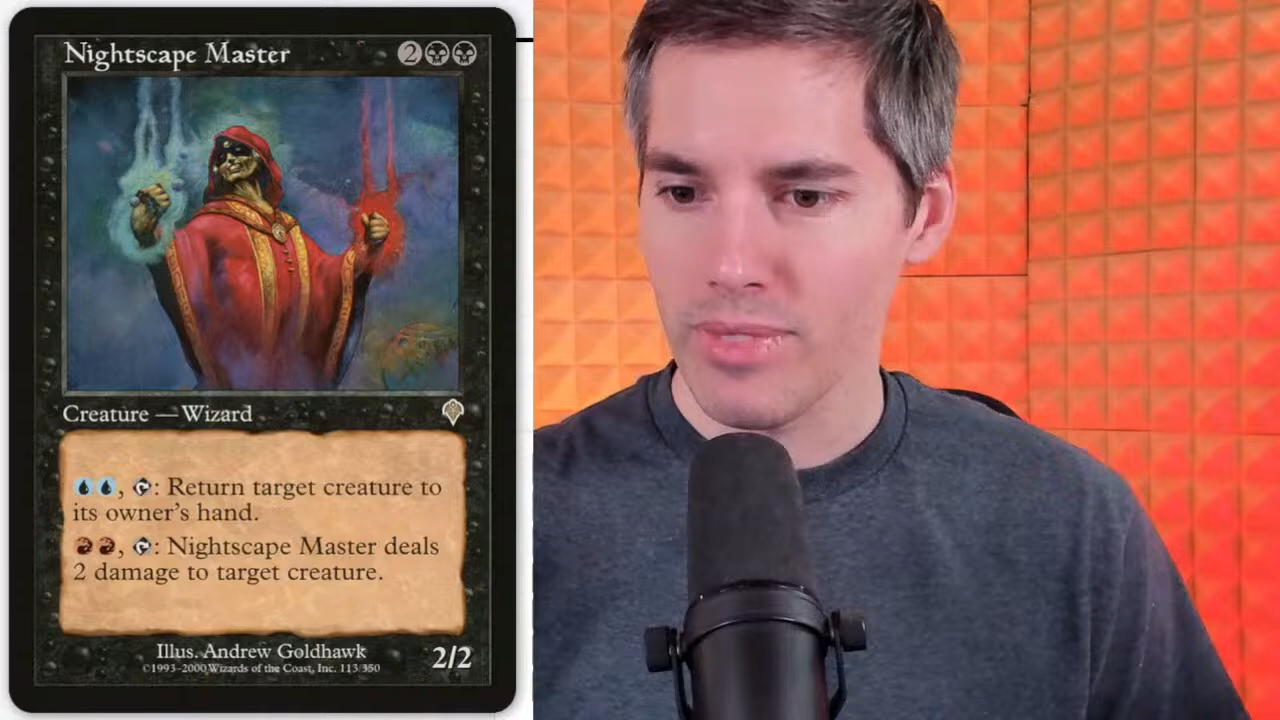 Nightscape Master
2
Creature — Wizard
, : Return target creature to
its owner's hand.
, : Nightscape Master deals
2 damage to target creature.
Illus. Andrew Goldhawk
©1993-2000 Wizards of the Coast, Inc. 113/350
2/2